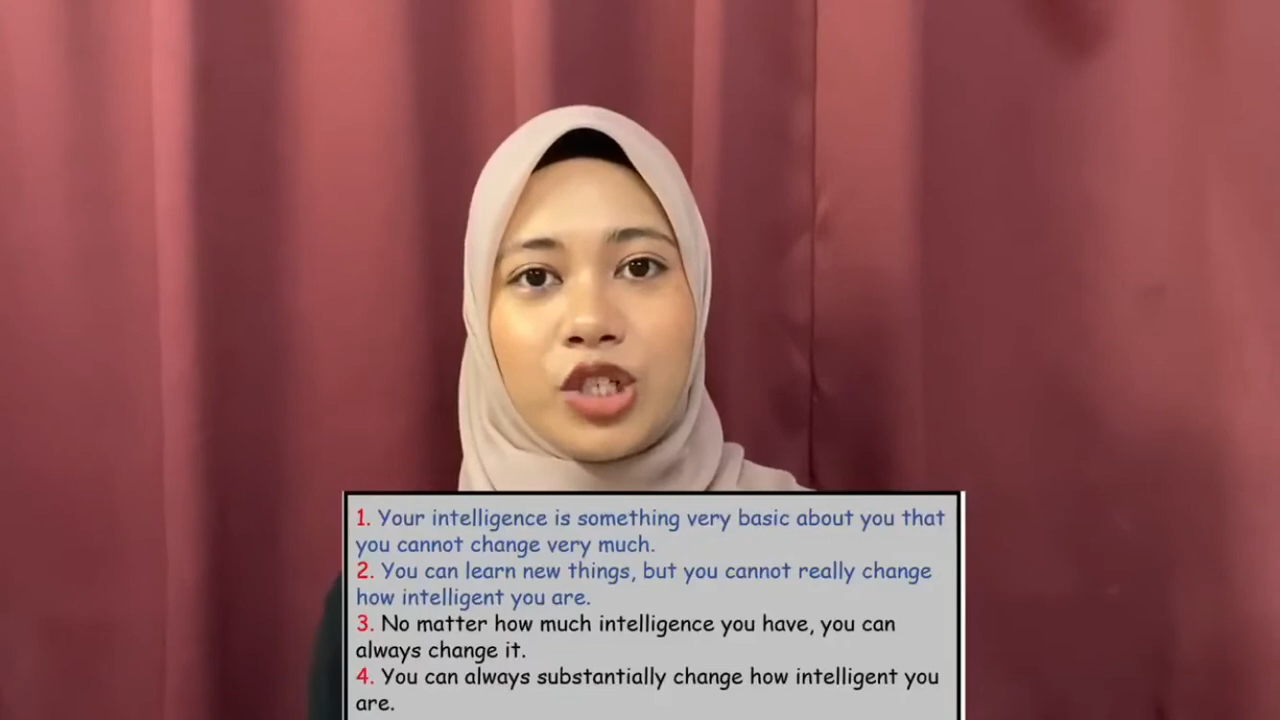 1. Your intelligence is something very basic about you that
you cannot change very much.
2. You can learn new things, but you cannot really change
how intelligent you are.
3. No matter how much intelligence you have, you can
always change it.
4. You can always substantially change how intelligent you
are.